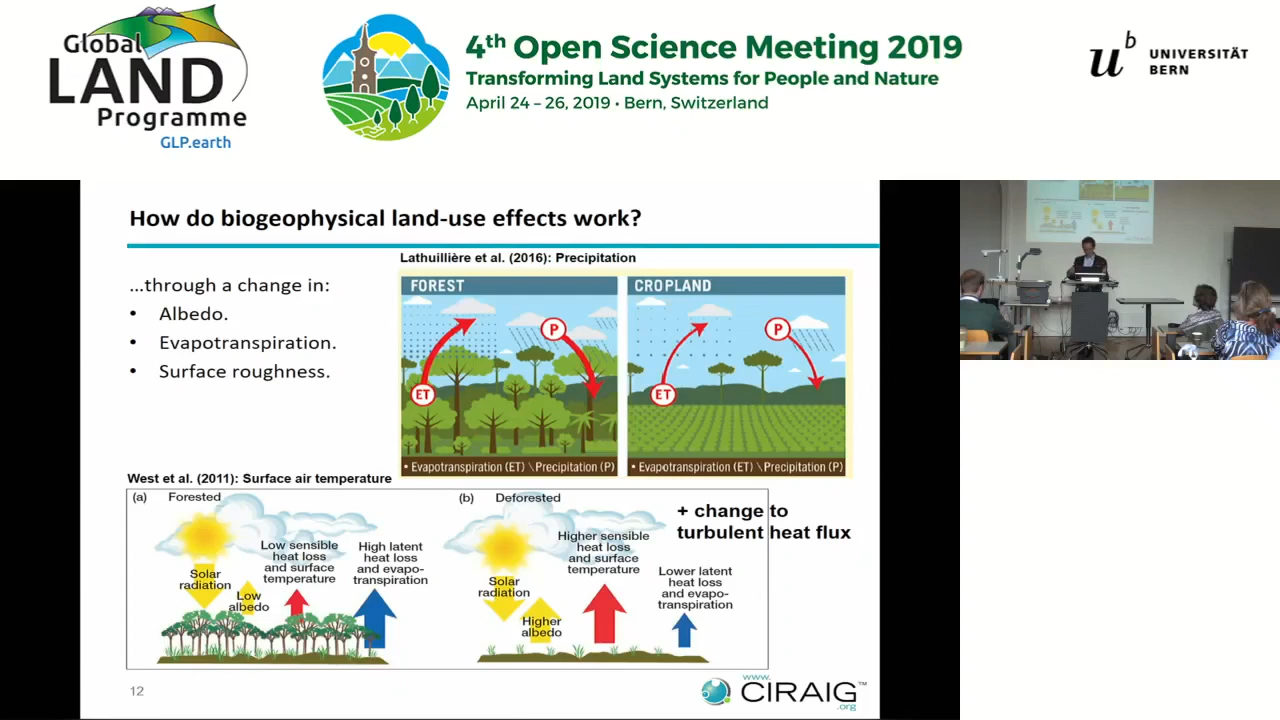 Global
LAND
Programme
GLP.earth
4th Open Science Meeting 2019
Transforming Land Systems for People and Nature
April 24 – 26, 2019 • Bern, Switzerland
u b
UNIVERSITÄT
BERN
How do biogeophysical land-use effects work?
...through a change in:
• Albedo.
• Evapotranspiration.
• Surface roughness.
Lathuillière et al. (2016): Precipitation
FOREST
P
ET
• Evapotranspiration (ET) \ Precipitation (P)
CROPLAND
P
ET
• Evapotranspiration (ET) \ Precipitation (P)
West et al. (2011): Surface air temperature
(a) Forested
Solar
radiation
Low
albedo
Low sensible
heat loss
and surface
temperature
High latent
heat loss
and evapo-
transpiration
(b) Deforested
Solar
radiation
Higher
albedo
Higher sensible
heat loss
and surface
temperature
Lower latent
heat loss
and evapo-
transpiration
+ change to
turbulent heat flux
12
www.
CIRAIG™
.org